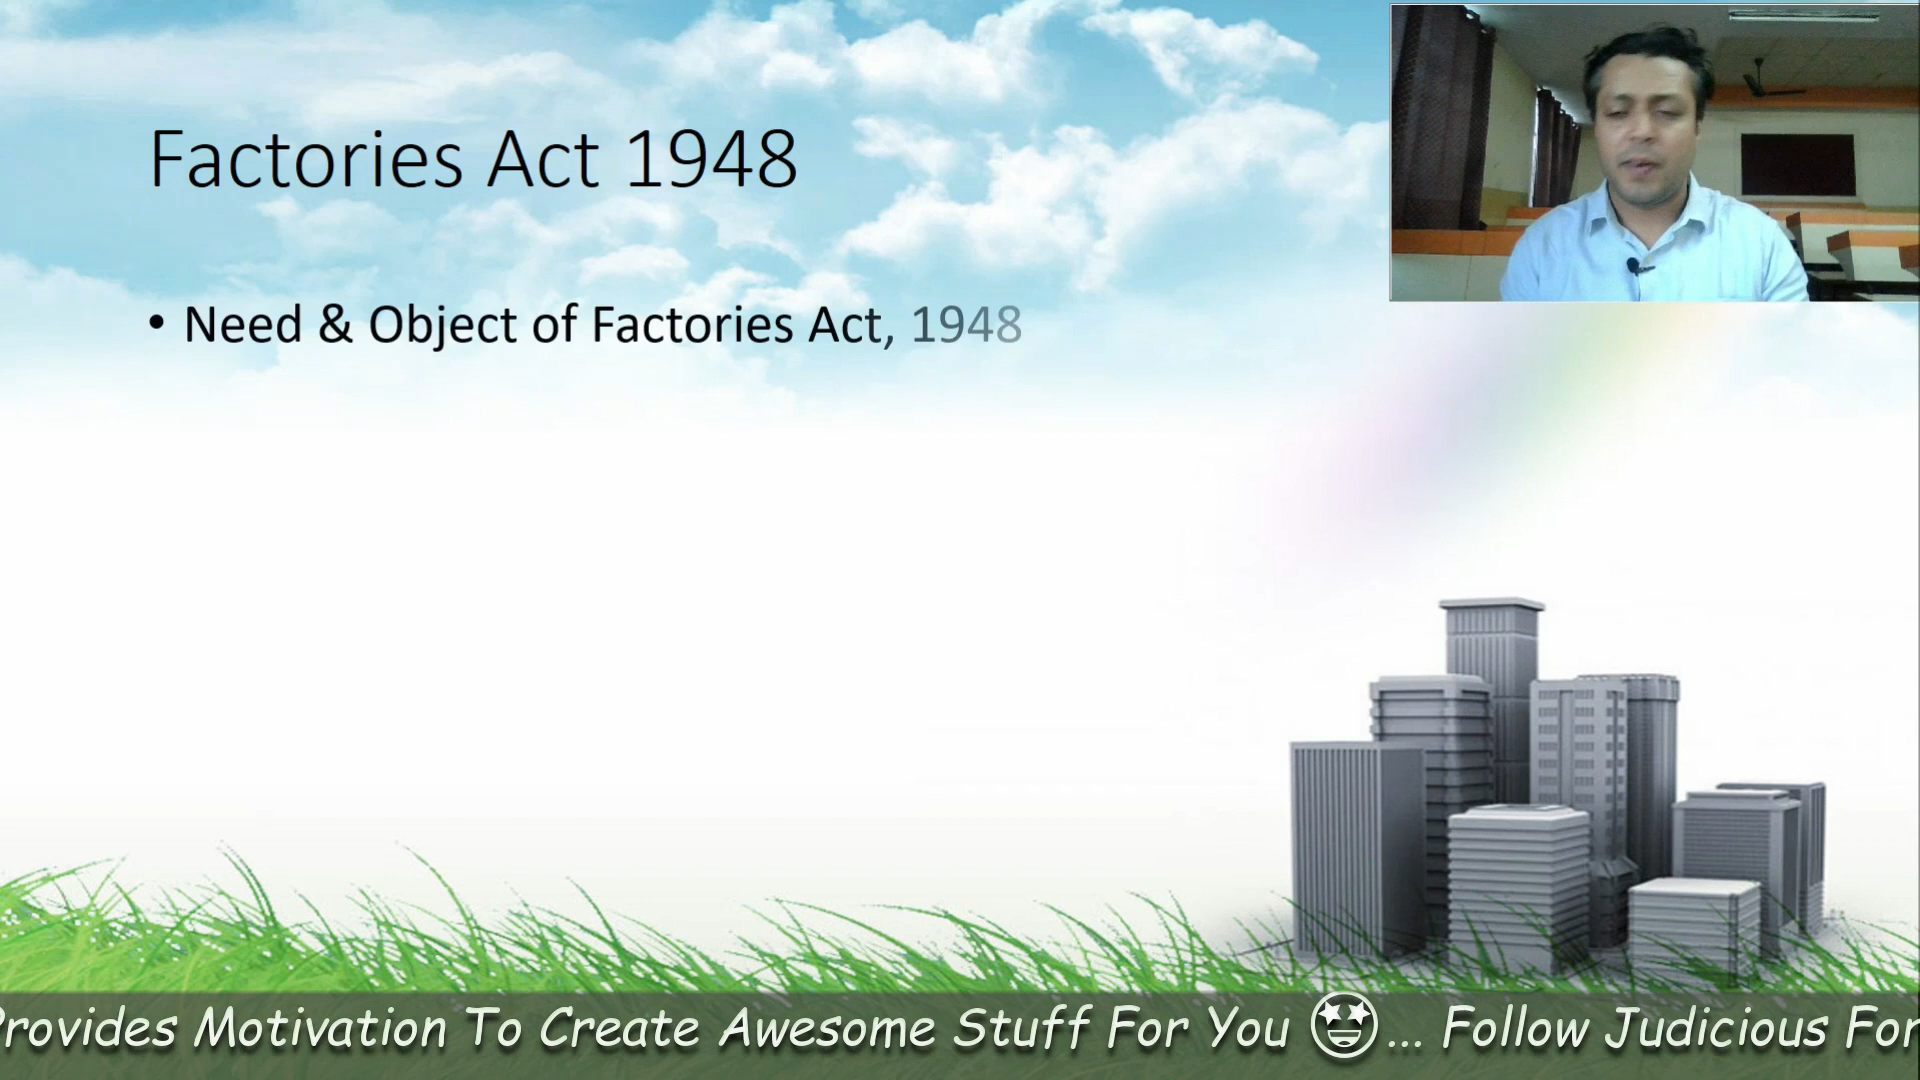 Factories Act 1948
• Need & Object of Factories Act, 1948
Provides Motivation To Create Awesome Stuff For You 🤩... Follow Judicious For